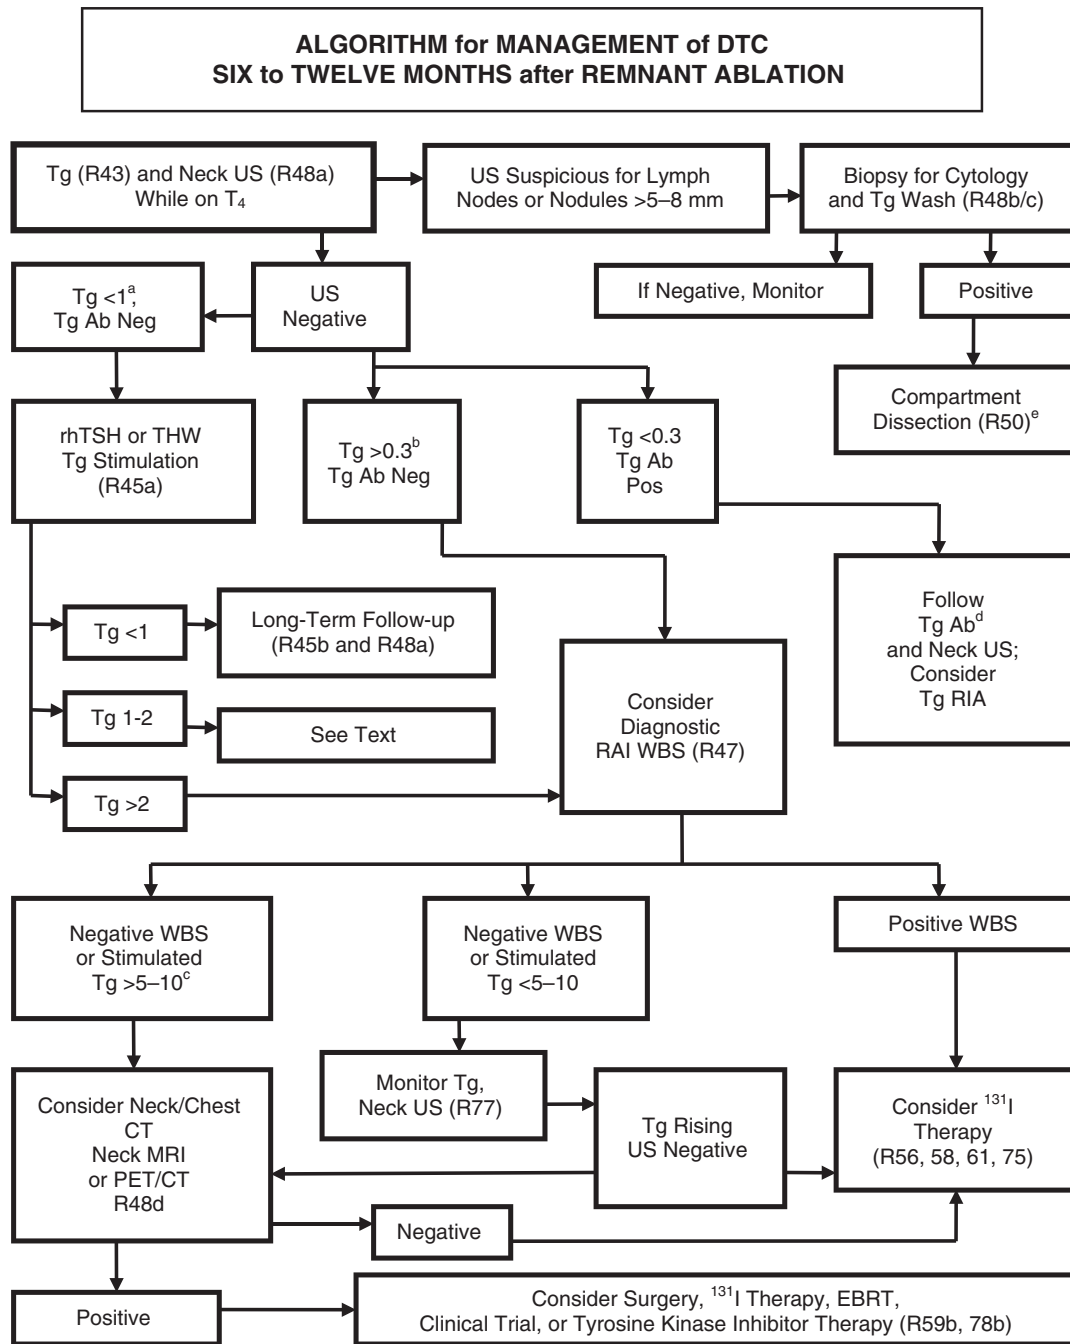 ALGORITHM for MANAGEMENT of DTC
SIX to TWELVE MONTHS after REMNANT ABLATION
Tg (R43) and Neck US (R48a)
While on T₄
US Suspicious for Lymph
Nodes or Nodules >5–8 mm
Biopsy for Cytology
and Tg Wash (R48b/c)
Tg <1ᵃ,
Tg Ab Neg
US
Negative
If Negative, Monitor
Positive
rhTSH or THW
Tg Stimulation
(R45a)
Tg >0.3ᵇ
Tg Ab Neg
Tg <0.3
Tg Ab
Pos
Compartment
Dissection (R50)ᵉ
Tg <1
Long-Term Follow-up
(R45b and R48a)
Tg 1-2
See Text
Tg >2
Consider
Diagnostic
RAI WBS (R47)
Follow
Tg Abᵈ
and Neck US;
Consider
Tg RIA
Negative WBS
or Stimulated
Tg >5–10ᶜ
Negative WBS
or Stimulated
Tg <5–10
Positive WBS
Consider Neck/Chest
CT
Neck MRI
or PET/CT
R48d
Monitor Tg,
Neck US (R77)
Tg Rising
US Negative
Consider ¹³¹I
Therapy
(R56, 58, 61, 75)
Negative
Positive
Consider Surgery, ¹³¹I Therapy, EBRT,
Clinical Trial, or Tyrosine Kinase Inhibitor Therapy (R59b, 78b)